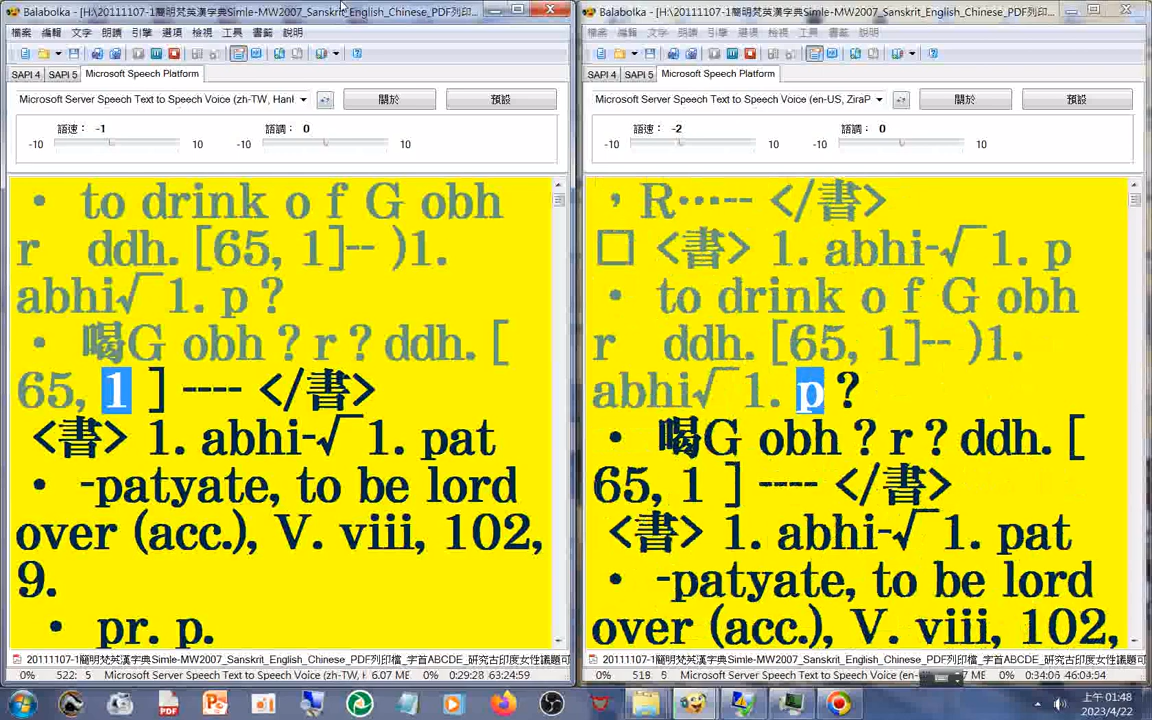 Balabolka - [H:\20111107-1簡明梵英漢字典Simle-MW2007_Sanskrit_English_Chinese_PDF列印...
檔案 編輯 文字 朗讀 引擎 選項 檢視 工具 書籤 說明
SAPI 4 SAPI 5 Microsoft Speech Platform
Microsoft Server Speech Text to Speech Voice (zh-TW, HanH
關於 預設
語速: -1 語調: 0
-10 10 -10 10
• to drink o f G obh
r ddh. [65, 1]-- )1.
abhi√ 1. p ?
• 喝G obh ? r ? ddh. [
65, 1 ] ---- </書>
<書> 1. abhi-√ 1. pat
• -patyate, to be lord
over (acc.), V. viii, 102,
9.
• pr. p.
20111107-1簡明梵英漢字典Simle-MW2007_Sanskrit_English_Chinese_PDF列印檔_字首ABCDE_研究古印度女性議題可
0% 522: 5 Microsoft Server Speech Text to Speech Voice (zh-TW, 6.07 MB 0% 0:29:28 63:24:59
Balabolka - [H:\20111107-1簡明梵英漢字典Simle-MW2007_Sanskrit_English_Chinese_PDF列印...
檔案 編輯 文字 朗讀 引擎 選項 檢視 工具 書籤 說明
SAPI 4 SAPI 5 Microsoft Speech Platform
Microsoft Server Speech Text to Speech Voice (en-US, ZiraP
關於 預設
語速: -2 語調: 0
-10 10 -10 10
, R…-- </書>
□ <書> 1. abhi-√ 1. p
• to drink o f G obh
r ddh. [65, 1]-- )1.
abhi√ 1. p ?
• 喝G obh ? r ? ddh. [
65, 1 ] ---- </書>
<書> 1. abhi-√ 1. pat
• -patyate, to be lord
over (acc.), V. viii, 102,
20111107-1簡明梵英漢字典Simle-MW2007_Sanskrit_English_Chinese_PDF列印檔_字首ABCDE_研究古印度女性議題可
0% 518: 5 Microsoft Server Speech Text to Speech Voice (en-US, 0% 0:34:06 46:04:54
上午 01:48
2023/4/22